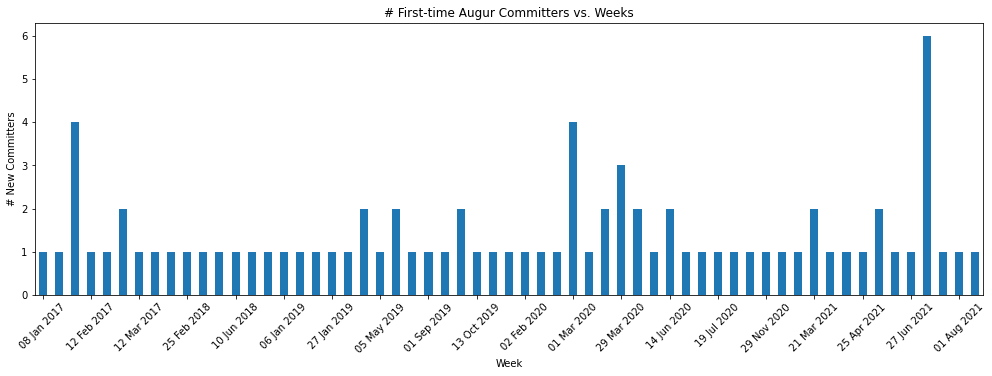 # First-time Augur Committers vs. Weeks
# New Committers
6
5
4
3
2
1
0
08 Jan 2017
12 Feb 2017
12 Mar 2017
25 Feb 2018
10 Jun 2018
06 Jan 2019
27 Jan 2019
05 May 2019
01 Sep 2019
13 Oct 2019
02 Feb 2020
01 Mar 2020
29 Mar 2020
14 Jun 2020
19 Jul 2020
29 Nov 2020
21 Mar 2021
25 Apr 2021
27 Jun 2021
01 Aug 2021
Week